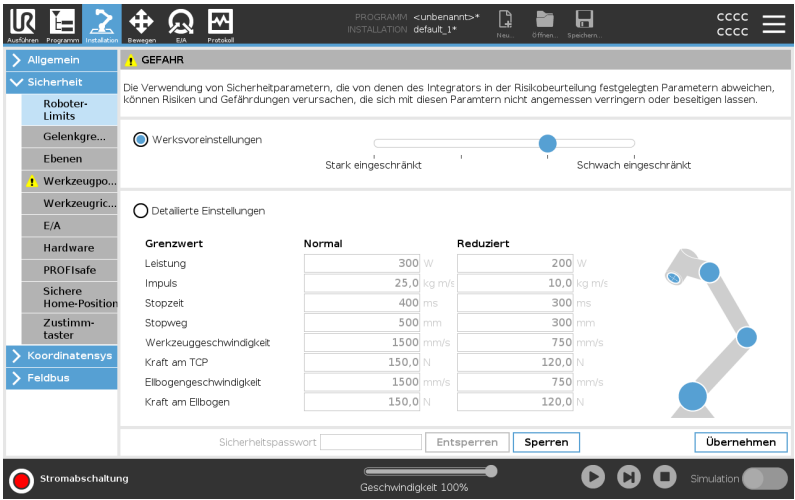 UR
PROGRAMM <unbenannt>*
INSTALLATION default_1*
CCCC
CCCC
Ausführen Programm Installation Bewegen E/A Protokoll Neu... Öffnen... Speichern...
Allgemein
Sicherheit
Roboter-
Limits
Gelenkgre...
Ebenen
Werkzeugpo...
Werkzeugric...
E/A
Hardware
PROFIsafe
Sichere
Home-Position
Zustimm-
taster
Koordinatensys
Feldbus
GEFAHR
Die Verwendung von Sicherheitparametern, die von denen des Integrators in der Risikobeurteilung festgelegten Parametern abweichen,
können Risiken und Gefährdungen verursachen, die sich mit diesen Paramtern nicht angemessen verringern oder beseitigen lassen.
Werksvoreinstellungen
Stark eingeschränkt Schwach eingeschränkt
Detailierte Einstellungen
Grenzwert Normal Reduziert
Leistung 300 W 200 W
Impuls 25,0 kg m/s 10,0 kg m/s
Stopzeit 400 ms 300 ms
Stopweg 500 mm 300 mm
Werkzeuggeschwindigkeit 1500 mm/s 750 mm/s
Kraft am TCP 150,0 N 120,0 N
Ellbogengeschwindigkeit 1500 mm/s 750 mm/s
Kraft am Ellbogen 150,0 N 120,0 N
Sicherheitspasswort Entsperren Sperren Übernehmen
Stromabschaltung
Geschwindigkeit 100%
Simulation